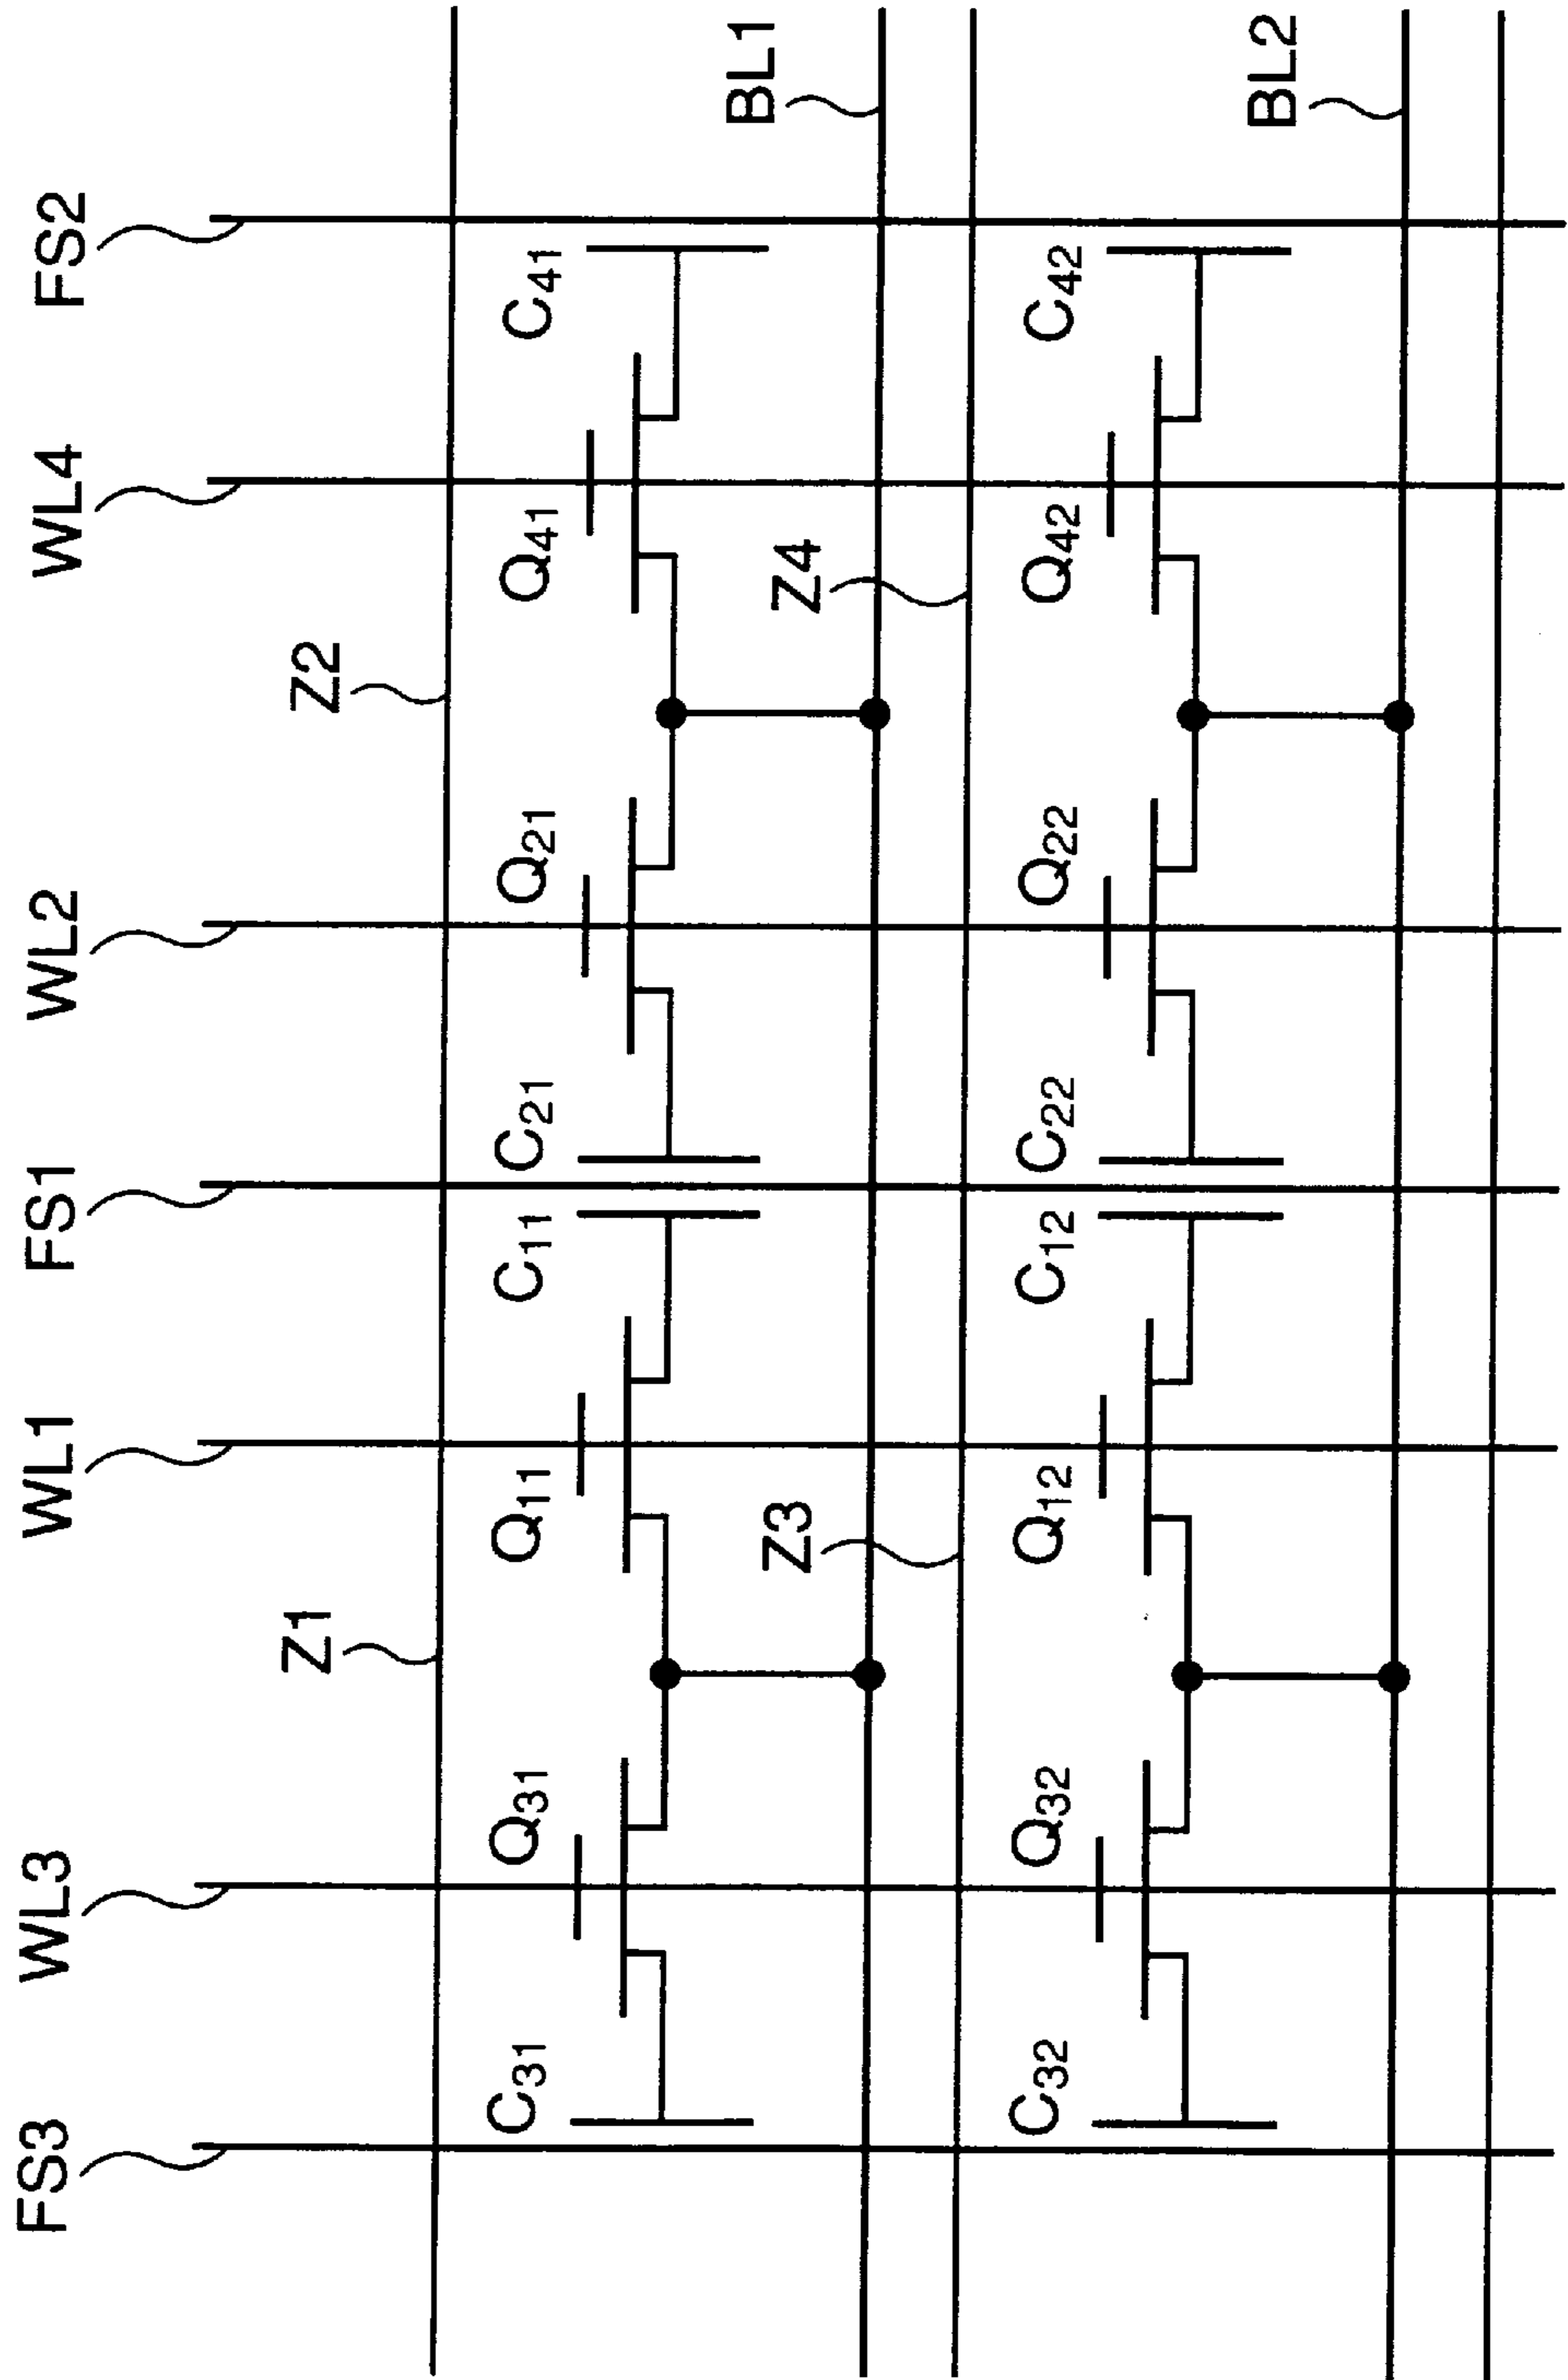 FS3 WL3 WL1 FS1 WL2 WL4 FS2
Z1 Z2
C31 Q31 Q11 C11 C21 Q21 Q41 C41
Z3 Z4 BL1
C32 Q32 Q12 C12 C22 Q22 Q42 C42
BL2